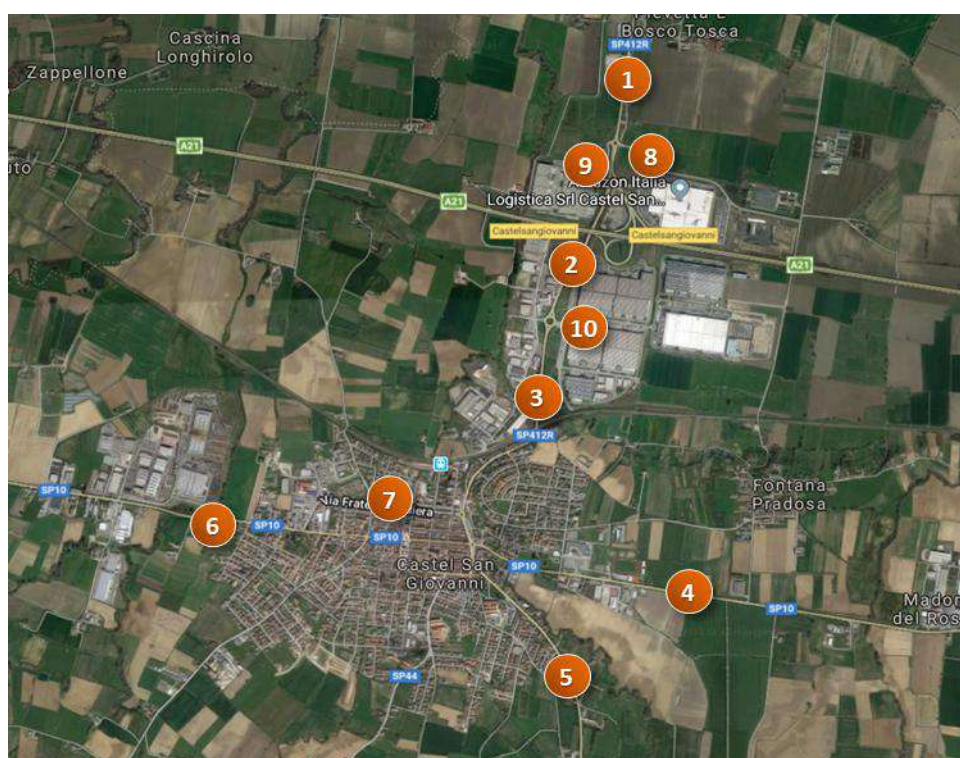 Pievetta E
Bosco Tosca
Cascina
Longhirolo
SP412R
Zappellone
1
A21
8
9
Amazon Italia
Logistica Srl Castel San...
A21
Castelsangiovanni
Castelsangiovanni
2
A21
10
3
SP412R
Fontana
Pradosa
SP10
7
6
SP10
SP10
Castel San
Giovanni
SP10
4
SP10
5
SP44